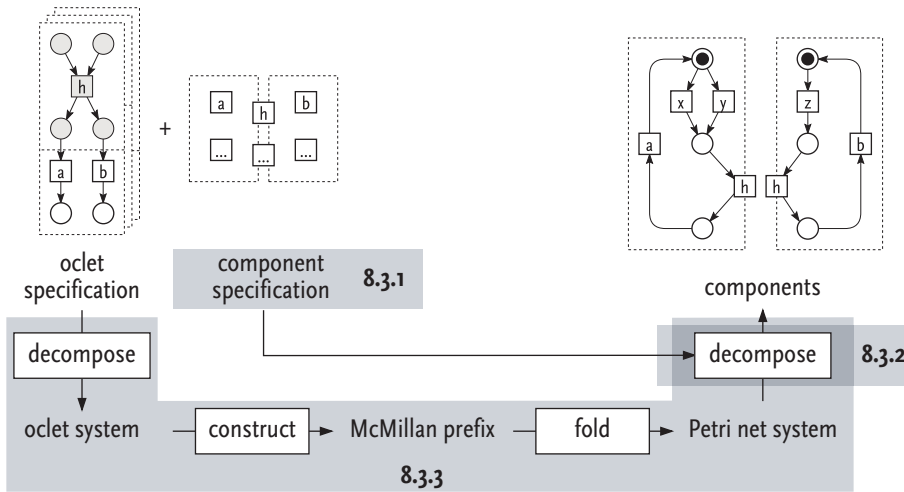 h
a
b
+
a
h
b
...
...
...
x
y
z
a
b
h
h
oclet
specification
component
specification
8.3.1
components
decompose
decompose
8.3.2
oclet system
construct
McMillan prefix
fold
Petri net system
8.3.3